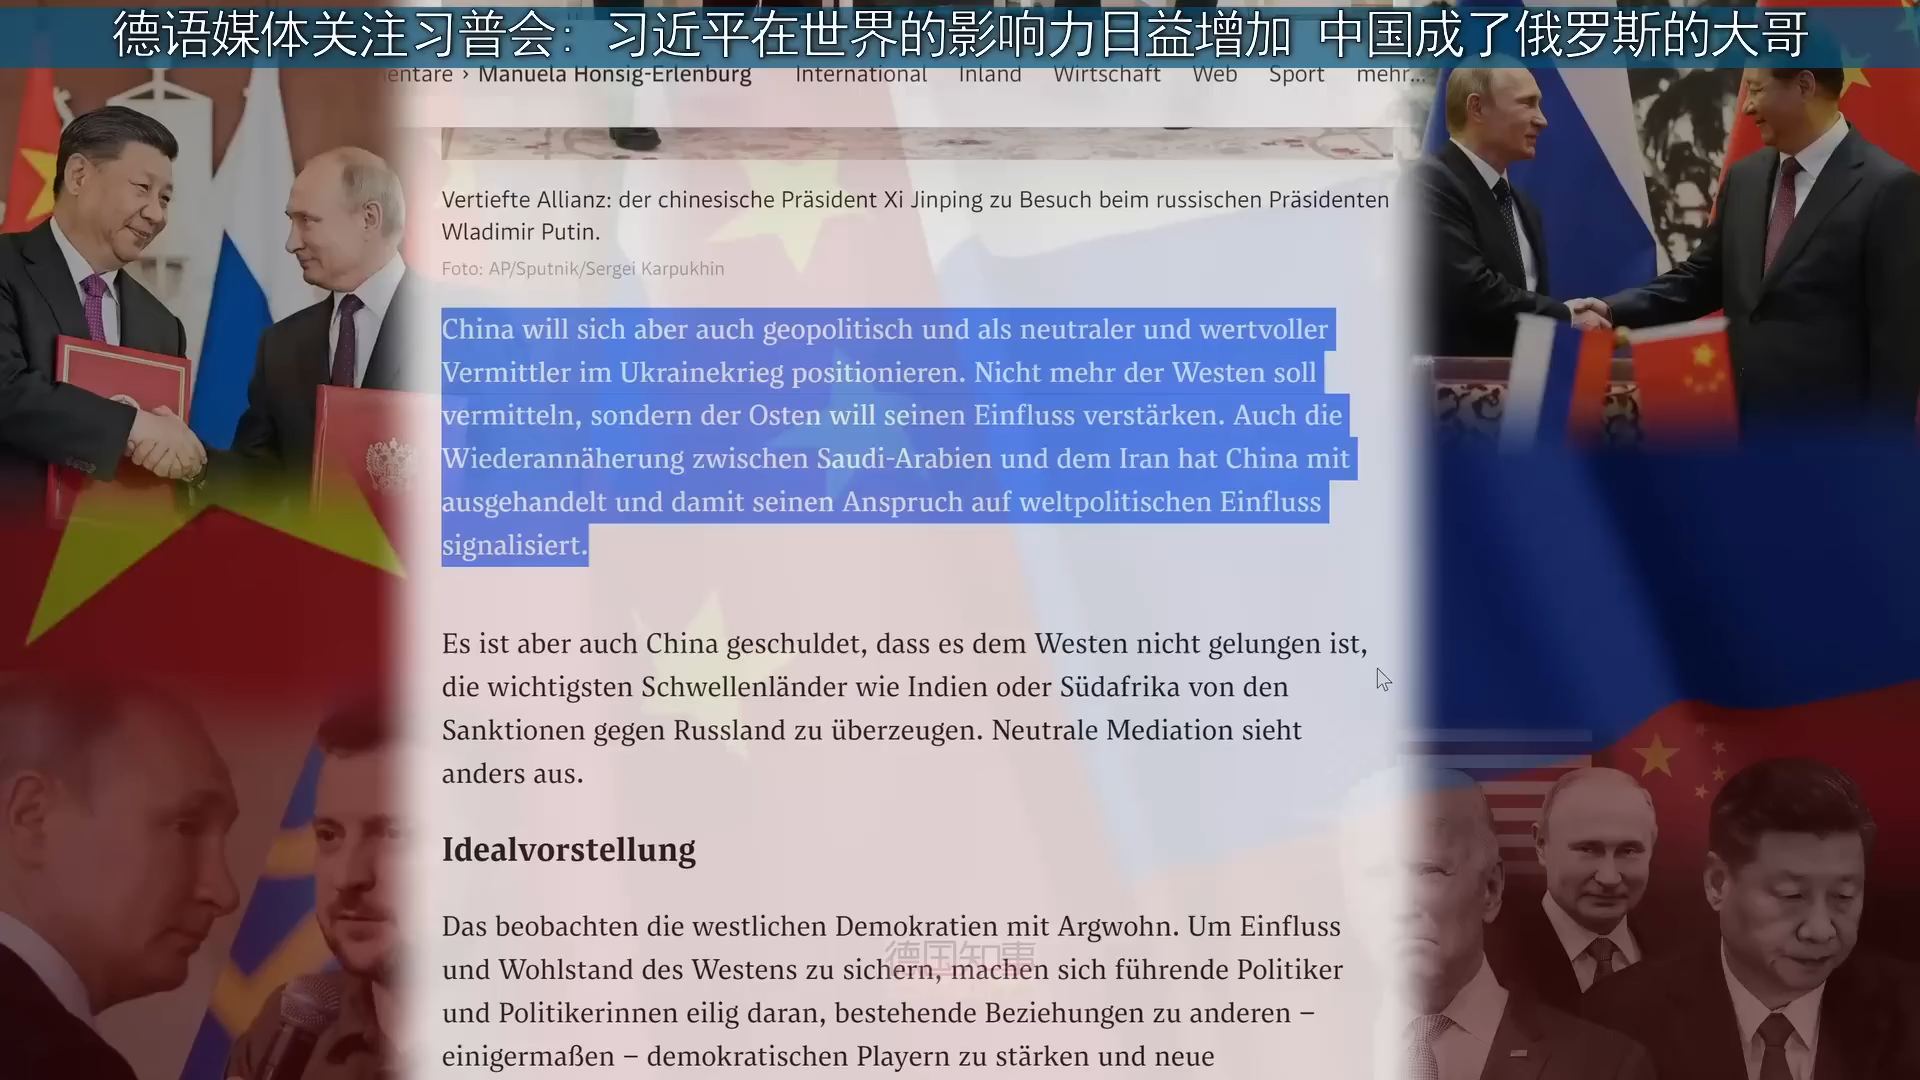 德语媒体关注习普会：习近平在世界的影响力日益增加 中国成了俄罗斯的大哥
entare › Manuela Honsig-Erlenburg International Inland Wirtschaft Web Sport mehr...
Vertiefte Allianz: der chinesische Präsident Xi Jinping zu Besuch beim russischen Präsidenten
Wladimir Putin.
Foto: AP/Sputnik/Sergei Karpukhin
China will sich aber auch geopolitisch und als neutraler und wertvoller
Vermittler im Ukrainekrieg positionieren. Nicht mehr der Westen soll
vermitteln, sondern der Osten will seinen Einfluss verstärken. Auch die
Wiederannäherung zwischen Saudi-Arabien und dem Iran hat China mit
ausgehandelt und damit seinen Anspruch auf weltpolitischen Einfluss
signalisiert.
Es ist aber auch China geschuldet, dass es dem Westen nicht gelungen ist,
die wichtigsten Schwellenländer wie Indien oder Südafrika von den
Sanktionen gegen Russland zu überzeugen. Neutrale Mediation sieht
anders aus.
Idealvorstellung
Das beobachten die westlichen Demokratien mit Argwohn. Um Einfluss
德国知事
und Wohlstand des Westens zu sichern, machen sich führende Politiker
und Politikerinnen eilig daran, bestehende Beziehungen zu anderen –
einigermaßen – demokratischen Playern zu stärken und neue